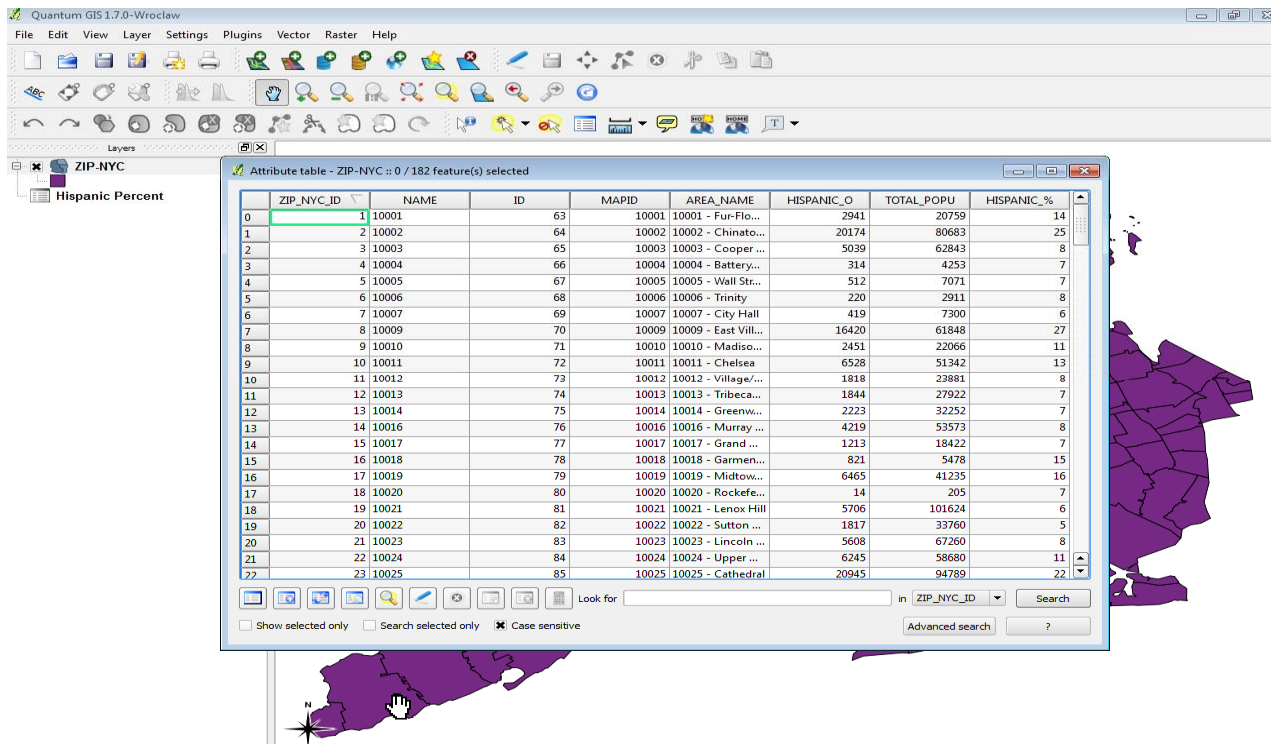 Quantum GIS 1.7.0-Wroclaw
File Edit View Layer Settings Plugins Vector Raster Help
ABC
HOME
T
Layers
ZIP-NYC
Hispanic Percent
Attribute table - ZIP-NYC :: 0 / 182 feature(s) selected
ZIP_NYC_ID NAME ID MAPID AREA_NAME HISPANIC_O TOTAL_POPU HISPANIC_%
0 1 10001 63 10001 10001 - Fur-Flo... 2941 20759 14
1 2 10002 64 10002 10002 - Chinato... 20174 80683 25
2 3 10003 65 10003 10003 - Cooper ... 5039 62843 8
3 4 10004 66 10004 10004 - Battery... 314 4253 7
4 5 10005 67 10005 10005 - Wall Str... 512 7071 7
5 6 10006 68 10006 10006 - Trinity 220 2911 8
6 7 10007 69 10007 10007 - City Hall 419 7300 6
7 8 10009 70 10009 10009 - East Vill... 16420 61848 27
8 9 10010 71 10010 10010 - Madiso... 2451 22066 11
9 10 10011 72 10011 10011 - Chelsea 6528 51342 13
10 11 10012 73 10012 10012 - Village/... 1818 23881 8
11 12 10013 74 10013 10013 - Tribeca... 1844 27922 7
12 13 10014 75 10014 10014 - Greenw... 2223 32252 7
13 14 10016 76 10016 10016 - Murray ... 4219 53573 8
14 15 10017 77 10017 10017 - Grand ... 1213 18422 7
15 16 10018 78 10018 10018 - Garmen... 821 5478 15
16 17 10019 79 10019 10019 - Midtow... 6465 41235 16
17 18 10020 80 10020 10020 - Rockefe... 14 205 7
18 19 10021 81 10021 10021 - Lenox Hill 5706 101624 6
19 20 10022 82 10022 10022 - Sutton ... 1817 33760 5
20 21 10023 83 10023 10023 - Lincoln ... 5608 67260 8
21 22 10024 84 10024 10024 - Upper ... 6245 58680 11
22 23 10025 85 10025 10025 - Cathedral 20945 94789 22
Look for in ZIP_NYC_ID Search
Show selected only Search selected only Case sensitive Advanced search ?
N